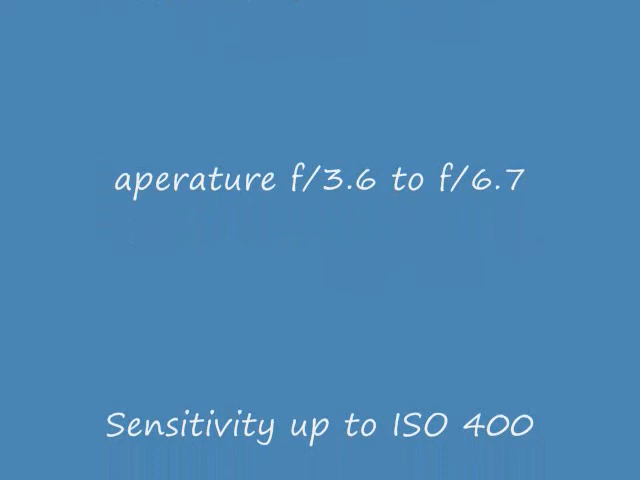 aperature f/3.6 to f/6.7
Sensitivity up to ISO 400